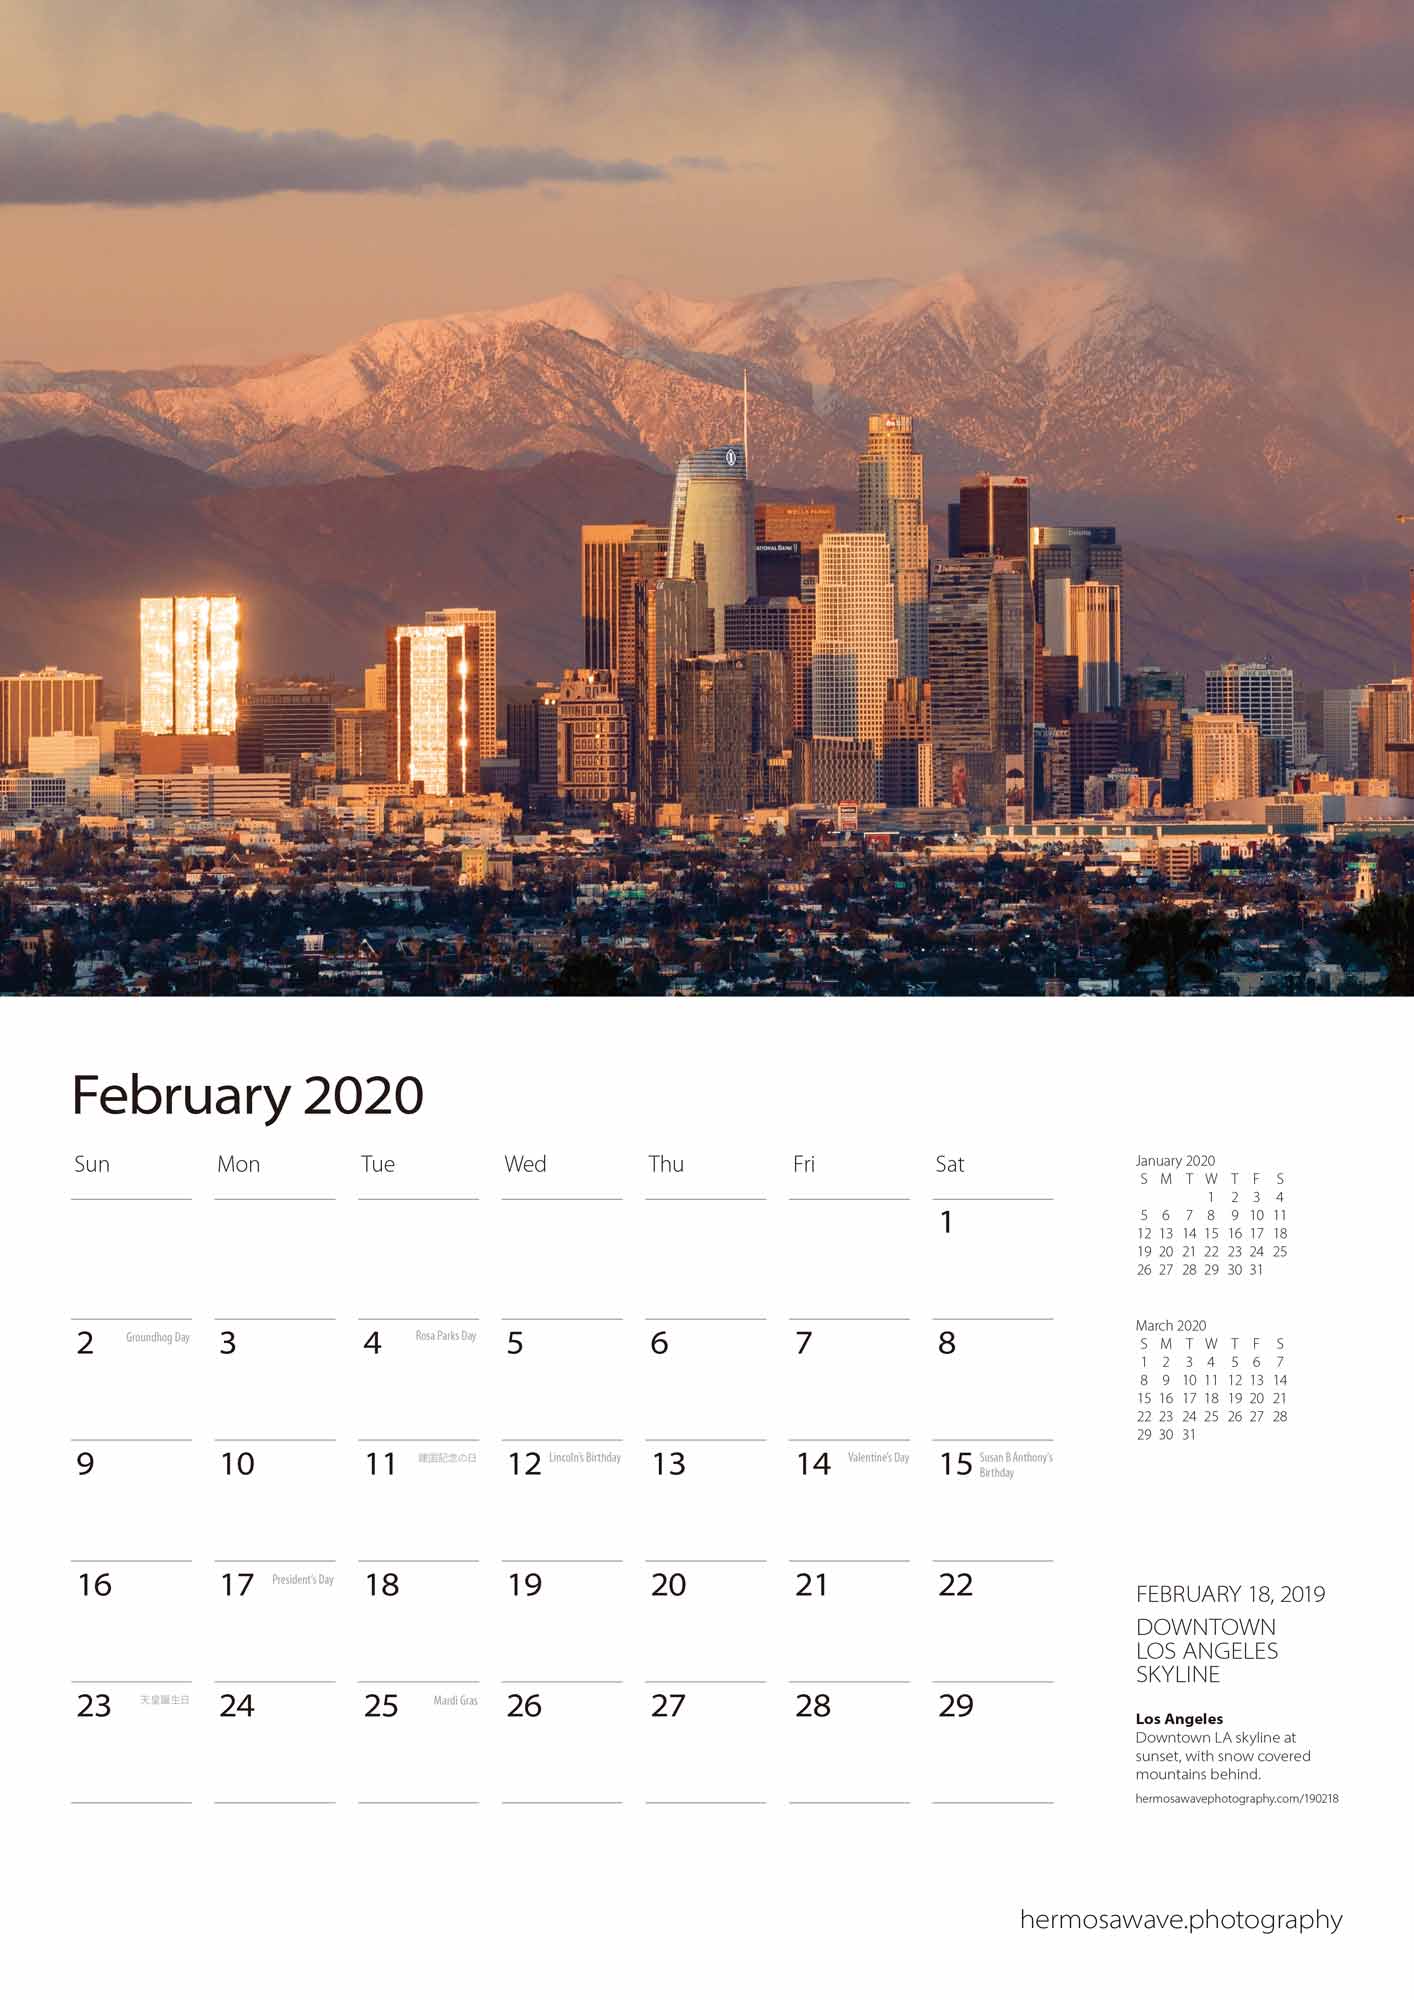 WELLS FARGO
Aon
Deloitte
NATIONAL BANK
February 2020
Sun Mon Tue Wed Thu Fri Sat
1
2 Groundhog Day 3 4 Rosa Parks Day 5 6 7 8
9 10 11 建国記念の日 12 Lincoln's Birthday 13 14 Valentine's Day 15 Susan B Anthony's
Birthday
16 17 President's Day 18 19 20 21 22
23 天皇誕生日 24 25 Mardi Gras 26 27 28 29
January 2020
S M T W T F S
1 2 3 4
5 6 7 8 9 10 11
12 13 14 15 16 17 18
19 20 21 22 23 24 25
26 27 28 29 30 31
March 2020
S M T W T F S
1 2 3 4 5 6 7
8 9 10 11 12 13 14
15 16 17 18 19 20 21
22 23 24 25 26 27 28
29 30 31
FEBRUARY 18, 2019
DOWNTOWN
LOS ANGELES
SKYLINE
Los Angeles
Downtown LA skyline at
sunset, with snow covered
mountains behind.
hermosawavephotography.com/190218
hermosawave.photography